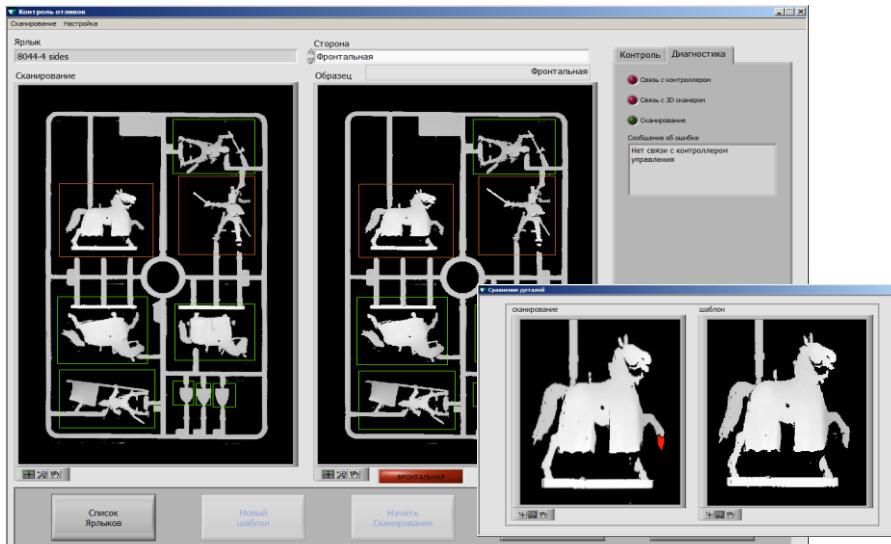 Контроль отливок
Сканирование Настройка
Ярлык
8044-4 sides
Сторона
Фронтальная
Сканирование
Образец
Фронтальная
Контроль
Диагностика
Связь с контроллером
Связь с 3D сканером
Сканирование
Сообщение об ошибке
Нет связи с контроллером
управления
ФРОНТАЛЬНАЯ
Список
Ярлыков
Новый
шаблон
Начать
Сканирование
Сравнение деталей
сканирование
шаблон